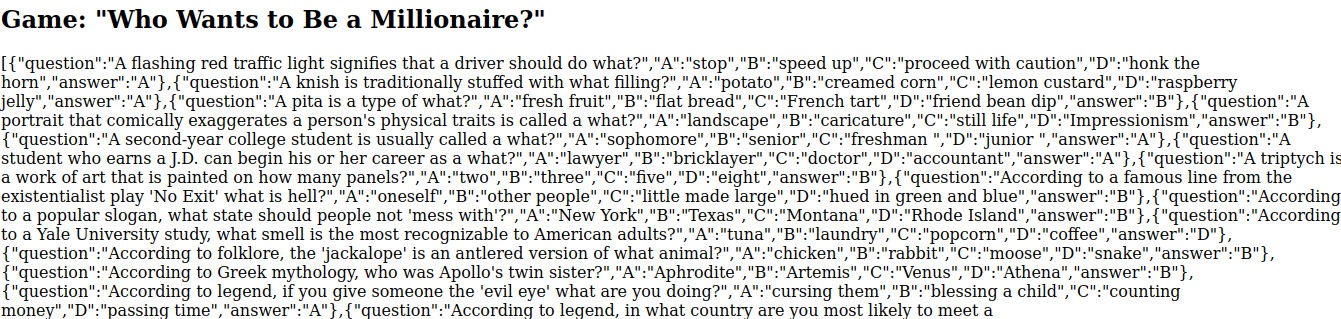 Game: "Who Wants to Be a Millionaire?"
[{"question":"A flashing red traffic light signifies that a driver should do what?","A":"stop","B":"speed up","C":"proceed with caution","D":"honk the
horn","answer":"A"},{"question":"A knish is traditionally stuffed with what filling?","A":"potato","B":"creamed corn","C":"lemon custard","D":"raspberry
jelly","answer":"A"},{"question":"A pita is a type of what?","A":"fresh fruit","B":"flat bread","C":"French tart","D":"friend bean dip","answer":"B"},{"question":"A
portrait that comically exaggerates a person's physical traits is called a what?","A":"landscape","B":"caricature","C":"still life","D":"Impressionism","answer":"B"},
{"question":"A second-year college student is usually called a what?","A":"sophomore","B":"senior","C":"freshman ","D":"junior ","answer":"A"},{"question":"A
student who earns a J.D. can begin his or her career as a what?","A":"lawyer","B":"bricklayer","C":"doctor","D":"accountant","answer":"A"},{"question":"A triptych is
a work of art that is painted on how many panels?","A":"two","B":"three","C":"five","D":"eight","answer":"B"},{"question":"According to a famous line from the
existentialist play 'No Exit' what is hell?","A":"oneself","B":"other people","C":"little made large","D":"hued in green and blue","answer":"B"},{"question":"According
to a popular slogan, what state should people not 'mess with'?","A":"New York","B":"Texas","C":"Montana","D":"Rhode Island","answer":"B"},{"question":"According
to a Yale University study, what smell is the most recognizable to American adults?","A":"tuna","B":"laundry","C":"popcorn","D":"coffee","answer":"D"},
{"question":"According to folklore, the 'jackalope' is an antlered version of what animal?","A":"chicken","B":"rabbit","C":"moose","D":"snake","answer":"B"},
{"question":"According to Greek mythology, who was Apollo's twin sister?","A":"Aphrodite","B":"Artemis","C":"Venus","D":"Athena","answer":"B"},
{"question":"According to legend, if you give someone the 'evil eye' what are you doing?","A":"cursing them","B":"blessing a child","C":"counting
money","D":"passing time","answer":"A"},{"question":"According to legend, in what country are you most likely to meet a